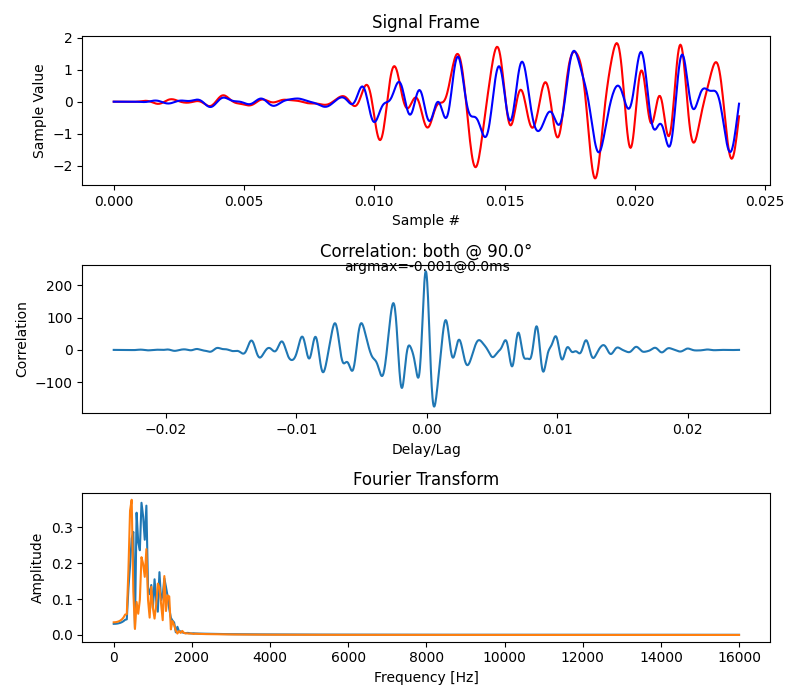 Signal Frame
2
1
0
−1
−2
Sample Value
0.000 0.005 0.010 0.015 0.020 0.025
Sample #
Correlation: both @ 90.0°
argmax=-0.001@0.0ms
200
100
0
−100
Correlation
−0.02 −0.01 0.00 0.01 0.02
Delay/Lag
Fourier Transform
0.3
0.2
0.1
0.0
Amplitude
0 2000 4000 6000 8000 10000 12000 14000 16000
Frequency [Hz]